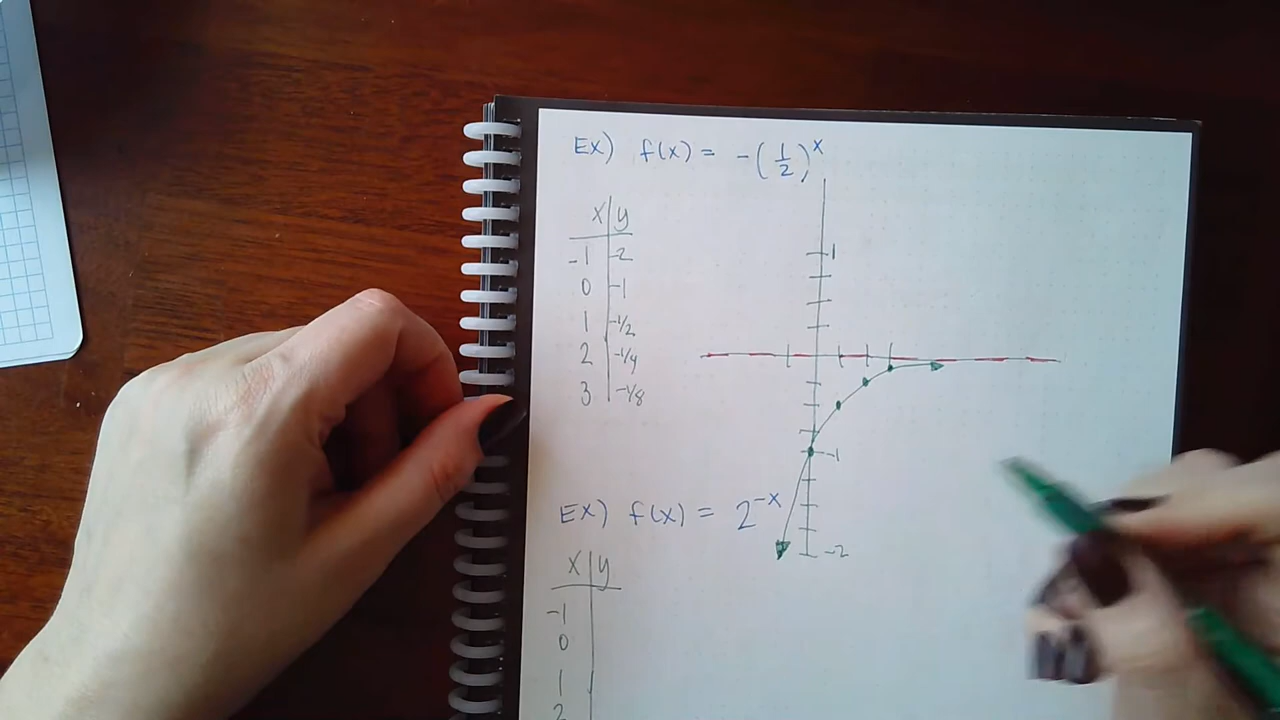 Ex) f(x) = -(1/2)^x
x | y
-1 | -2
0 | -1
1 | -1/2
2 | -1/4
3 | -1/8
1
-1
-2
Ex) f(x) = 2^-x
x | y
-1
0
1
2